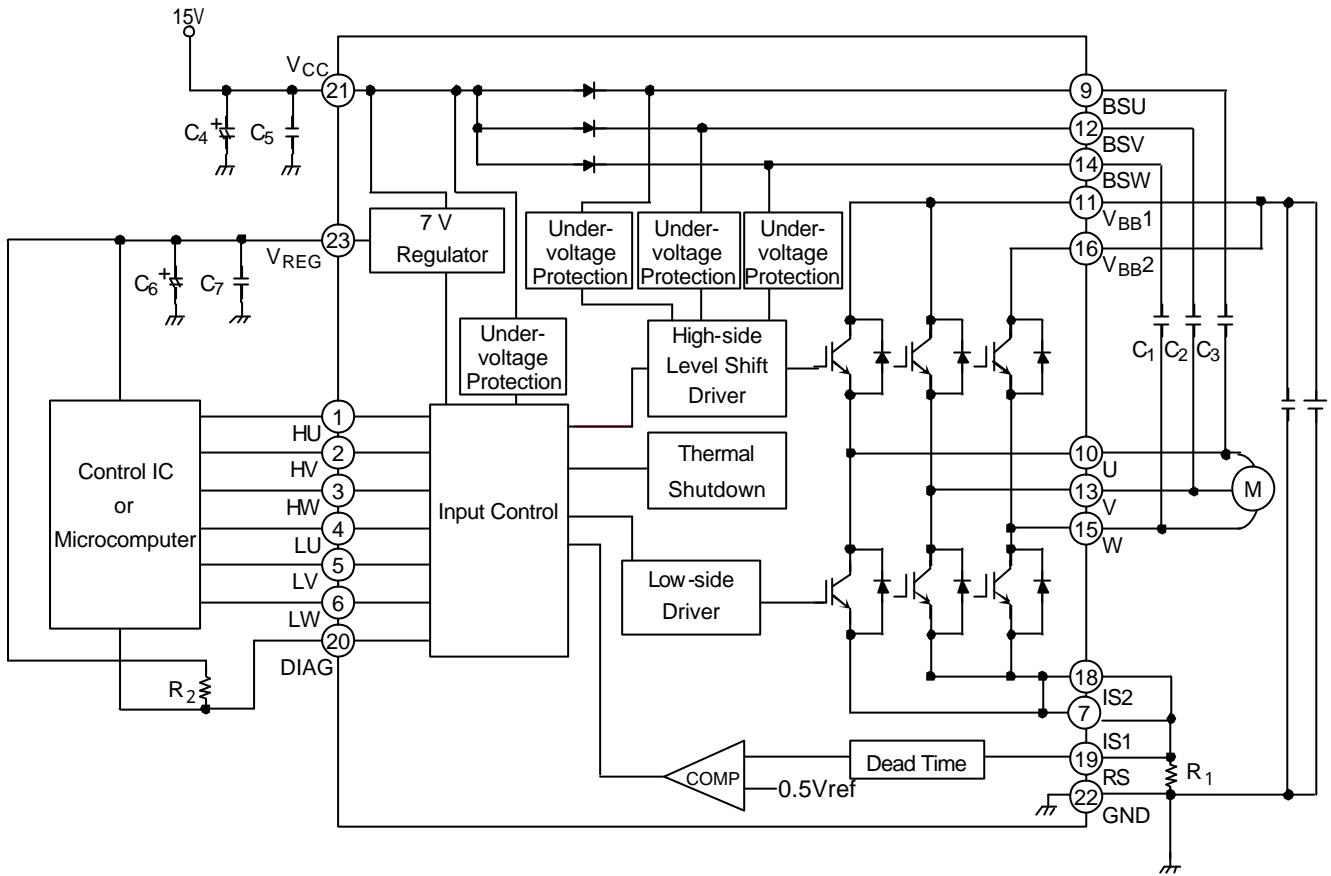 15V
VCC
21
C4
+
C5
9
BSU
12
BSV
14
BSW
11
VBB1
16
VBB2
7 V
Regulator
23
VREG
C6
+
C7
Under-
voltage
Protection
Under-
voltage
Protection
Under-
voltage
Protection
Under-
voltage
Protection
High-side
Level Shift
Driver
C1
C2
C3
Control IC
or
Microcomputer
1
HU
2
HV
3
HW
4
LU
5
LV
6
LW
20
DIAG
R2
Input Control
Thermal
Shutdown
Low-side
Driver
10
U
13
V
15
W
M
18
IS2
7
IS1
19
RS
22
GND
R1
Dead Time
COMP
0.5Vref